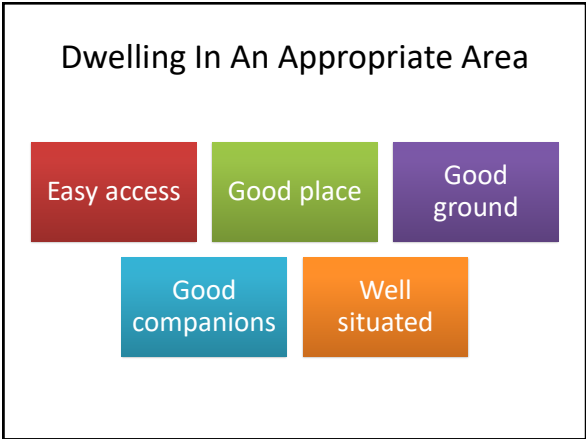 Dwelling In An Appropriate Area
Easy access
Good place
Good
ground
Good
companions
Well
situated